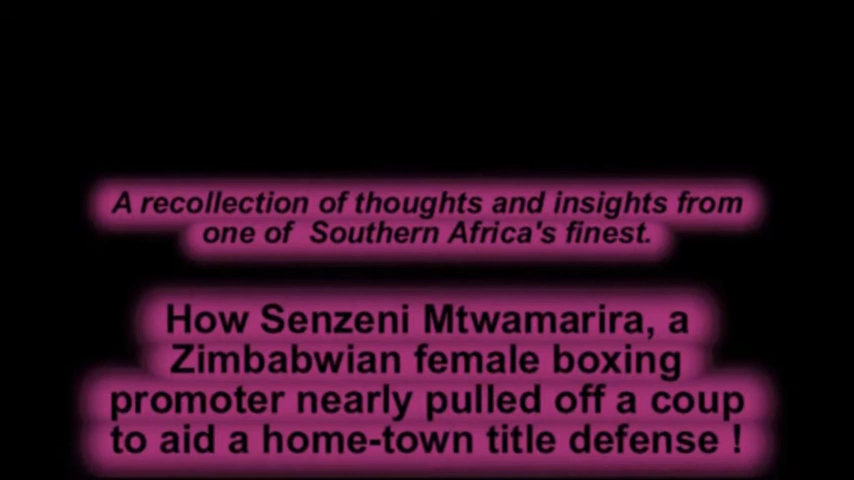 A recollection of thoughts and insights from
one of Southern Africa's finest.
How Senzeni Mtwamarira, a
Zimbabwian female boxing
promoter nearly pulled off a coup
to aid a home-town title defense !